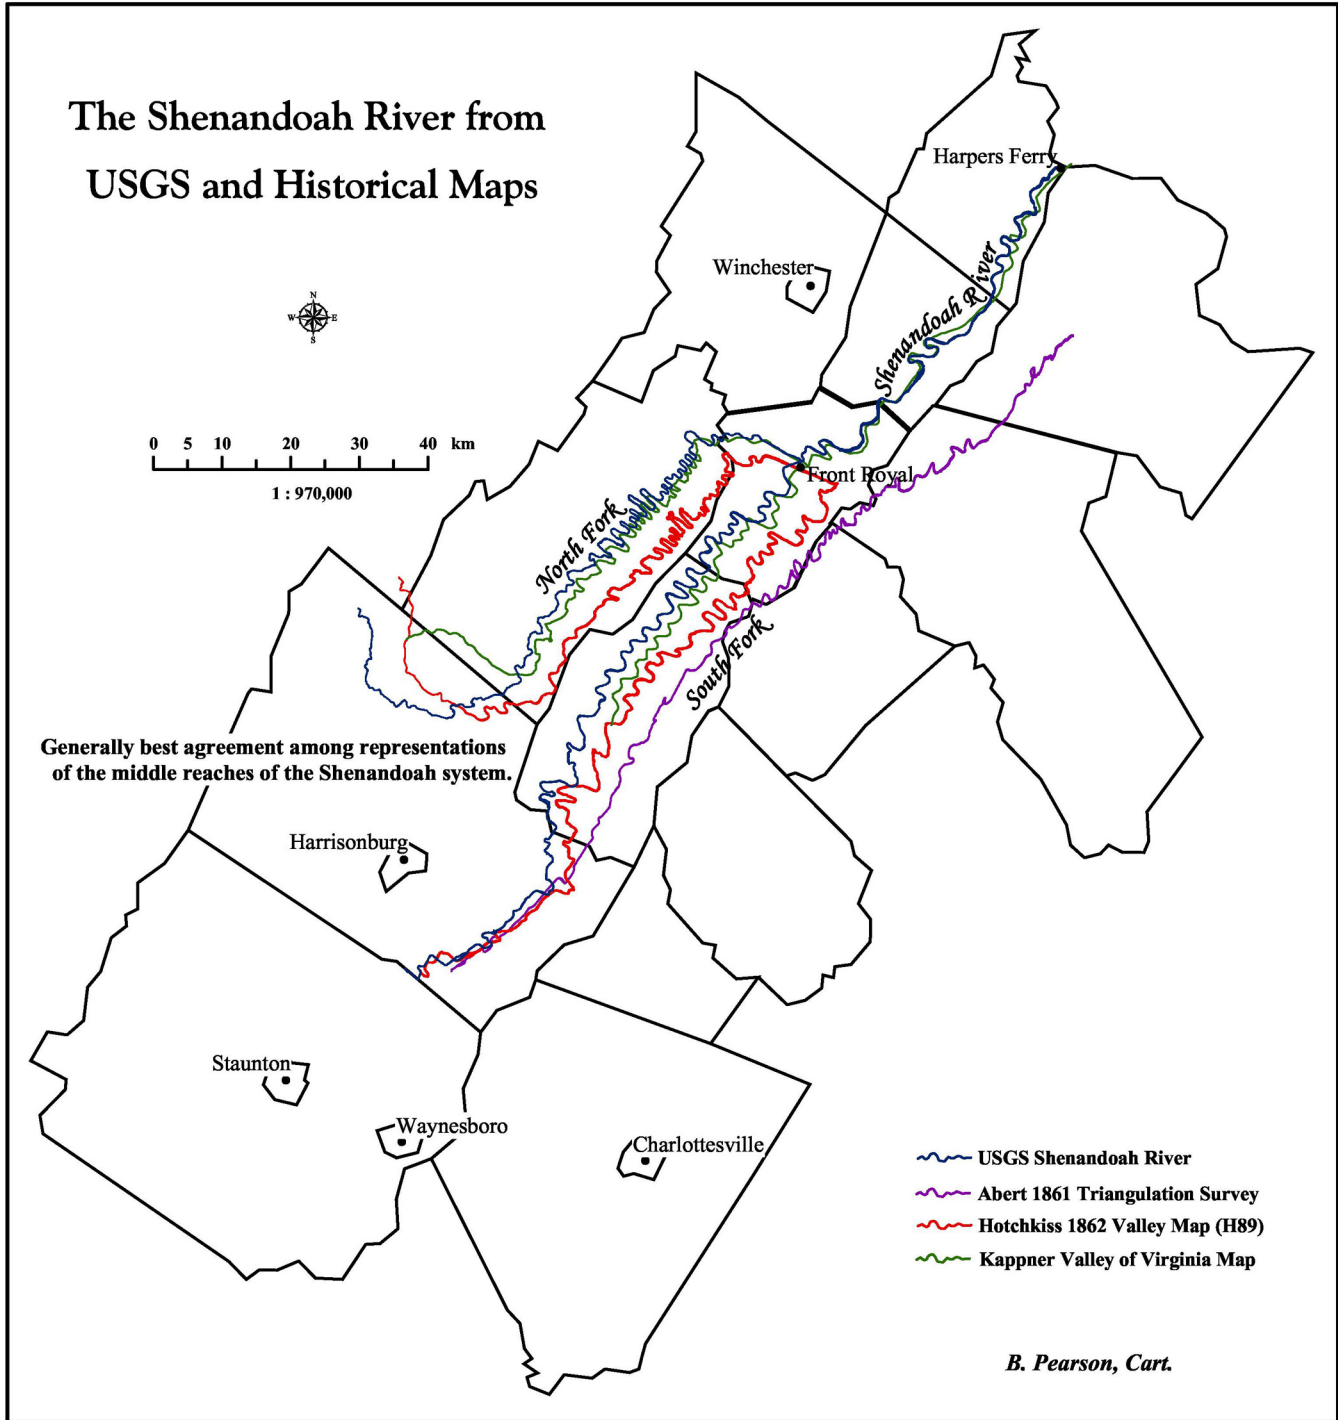 The Shenandoah River from
USGS and Historical Maps
Harpers Ferry
Winchester
Shenandoah River
N
W E
S
0 5 10 20 30 40 km
1 : 970,000
Front Royal
North Fork
South Fork
Generally best agreement among representations
of the middle reaches of the Shenandoah system.
Harrisonburg
Staunton
Waynesboro
Charlottesville
USGS Shenandoah River
Abert 1861 Triangulation Survey
Hotchkiss 1862 Valley Map (H89)
Kappner Valley of Virginia Map
B. Pearson, Cart.